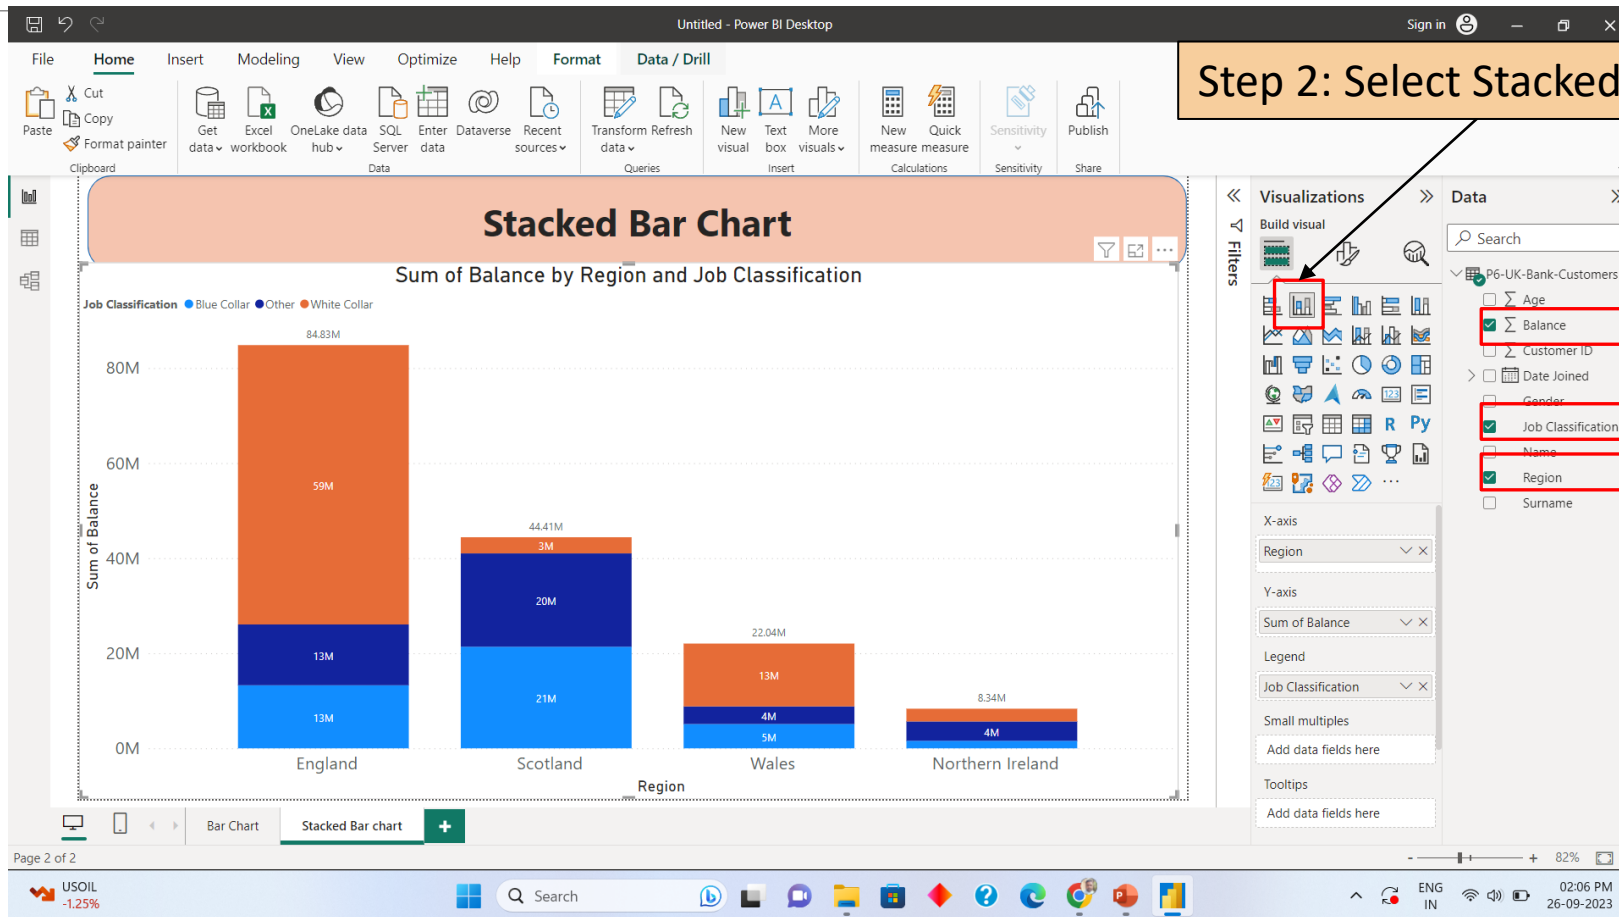 Untitled - Power BI Desktop
Sign in
File Home Insert Modeling View Optimize Help Format Data / Drill
Step 2: Select Stacked
Paste
Cut
Copy
Format painter
Clipboard
Get data
Excel workbook
OneLake data hub
SQL Server
Enter data
Dataverse
Recent sources
Data
Transform data
Refresh
Queries
New visual
Text box
More visuals
Insert
New measure
Quick measure
Calculations
Sensitivity
Sensitivity
Publish
Share
Stacked Bar Chart
Sum of Balance by Region and Job Classification
Job Classification Blue Collar Other White Collar
84.83M
80M
60M
59M
44.41M
3M
40M
20M
22.04M
20M
13M
13M
21M
8.34M
4M
4M
13M
5M
0M
Sum of Balance
England Scotland Wales Northern Ireland
Region
Filters
Visualizations
Build visual
123
R Py
123
X-axis
Region
Y-axis
Sum of Balance
Legend
Job Classification
Small multiples
Add data fields here
Tooltips
Add data fields here
Data
Search
P6-UK-Bank-Customers
Age
Balance
Customer ID
Date Joined
Gender
Job Classification
Name
Region
Surname
Bar Chart Stacked Bar chart
Page 2 of 2
82%
USOIL
-1.25%
Search
ENG
IN
02:06 PM
26-09-2023